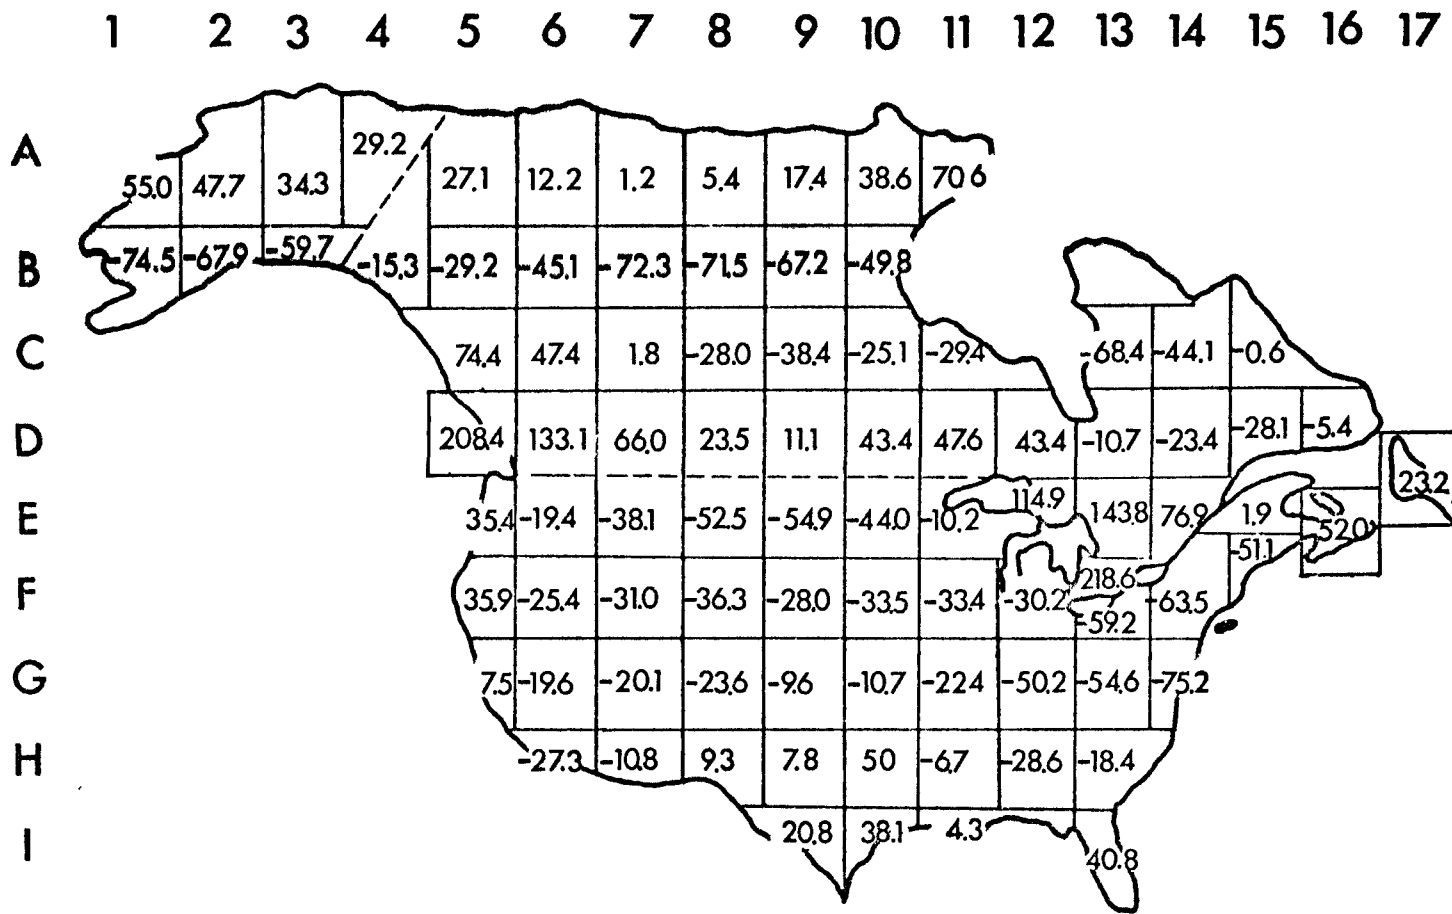 1 2 3 4 5 6 7 8 9 10 11 12 13 14 15 16 17
A 55.0 47.7 34.3 29.2 27.1 12.2 1.2 5.4 17.4 38.6 70 6
B -74.5 -67.9 -59.7 -15.3 -29.2 -45.1 -72.3 -71.5 -67.2 -49.8
C 74.4 47.4 1.8 -28.0 -38.4 -25.1 -29.4 -68.4 -44.1 -0.6
D 208.4 133.1 66.0 23.5 11.1 43.4 47.6 43.4 -10.7 -23.4 -28.1 -5.4
23.2
E 35.4 -19.4 -38.1 -52.5 -54.9 -44.0 -10.2 114.9 143.8 76.9 1.9 -52.0
-51.1
F 35.9 -25.4 -31.0 -36.3 -28.0 -33.5 -33.4 -30.2 218.6 -63.5
-59.2
G 7.5 -19.6 -20.1 -23.6 -9.6 -10.7 -22.4 -50.2 -54.6 -75.2
H -27.3 -10.8 9.3 7.8 50 -6.7 -28.6 -18.4
I 20.8 38.1 4.3 40.8